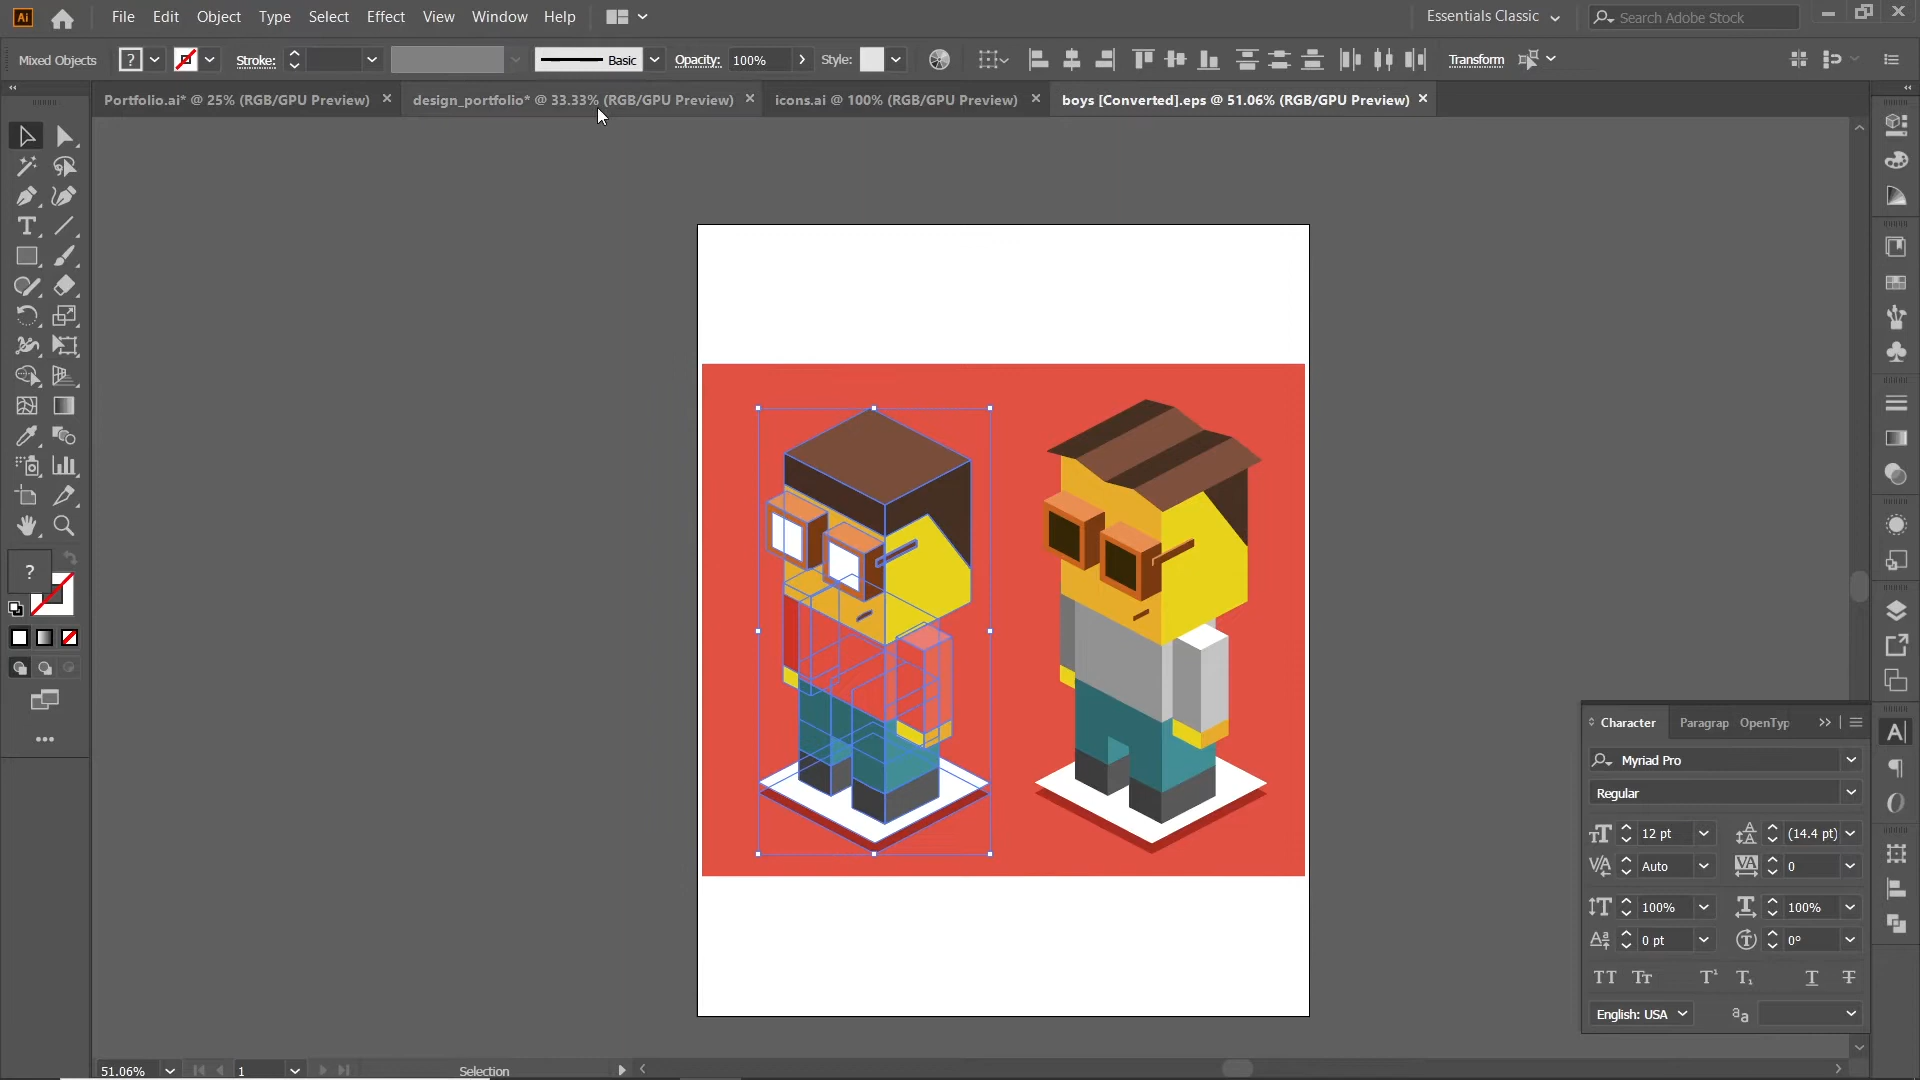 Ai File Edit Object Type Select Effect View Window Help Essentials Classic Search Adobe Stock
Mixed Objects ? Stroke: Basic Opacity: 100% Style: Transform
Portfolio.ai* @ 25% (RGB/GPU Preview) design_portfolio* @ 33.33% (RGB/GPU Preview) icons.ai @ 100% (RGB/GPU Preview) boys [Converted].eps @ 51.06% (RGB/GPU Preview)
?
Character Paragrap OpenTyp
Myriad Pro
Regular
12 pt (14.4 pt)
Auto 0
100% 100%
0 pt 0°
English: USA
51.06% 1 Selection